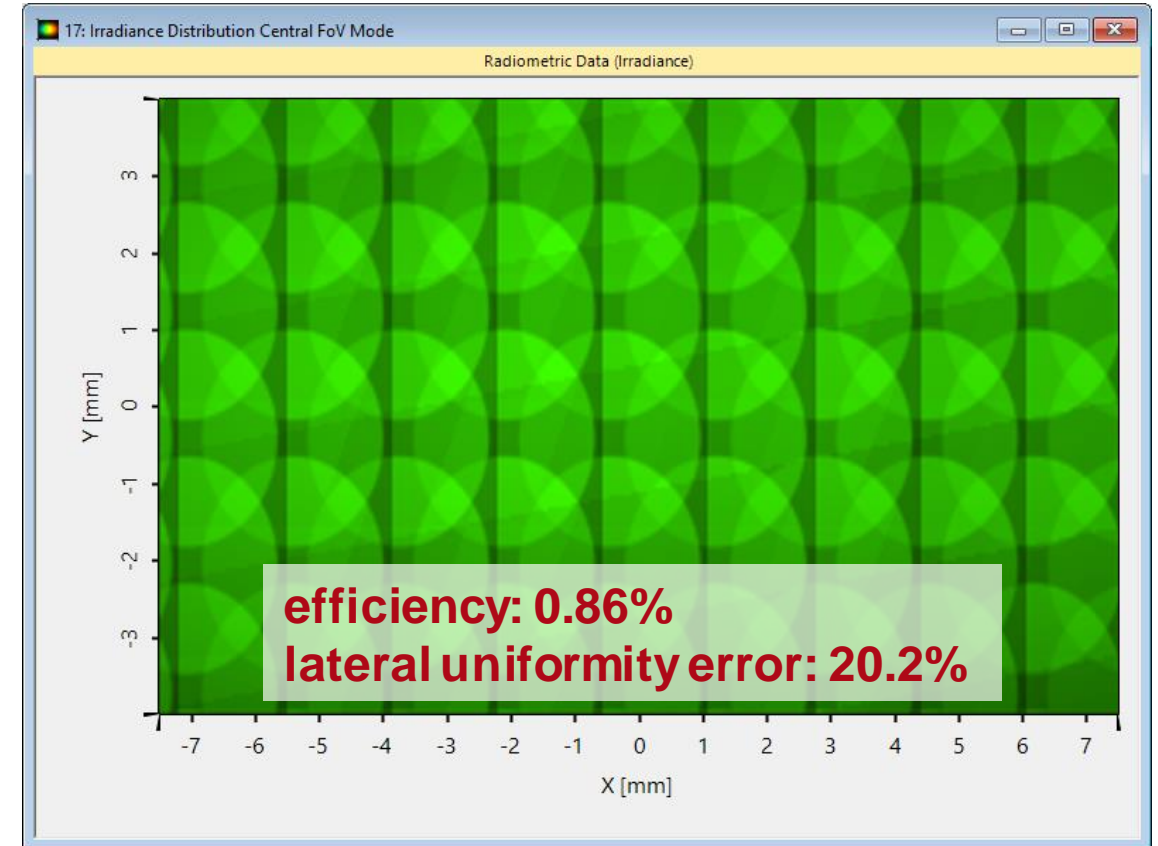 17: Irradiance Distribution Central FoV Mode
Radiometric Data (Irradiance)
3
2
1
0
-1
-2
-3
Y [mm]
efficiency: 0.86%
lateral uniformity error: 20.2%
-7 -6 -5 -4 -3 -2 -1 0 1 2 3 4 5 6 7
X [mm]